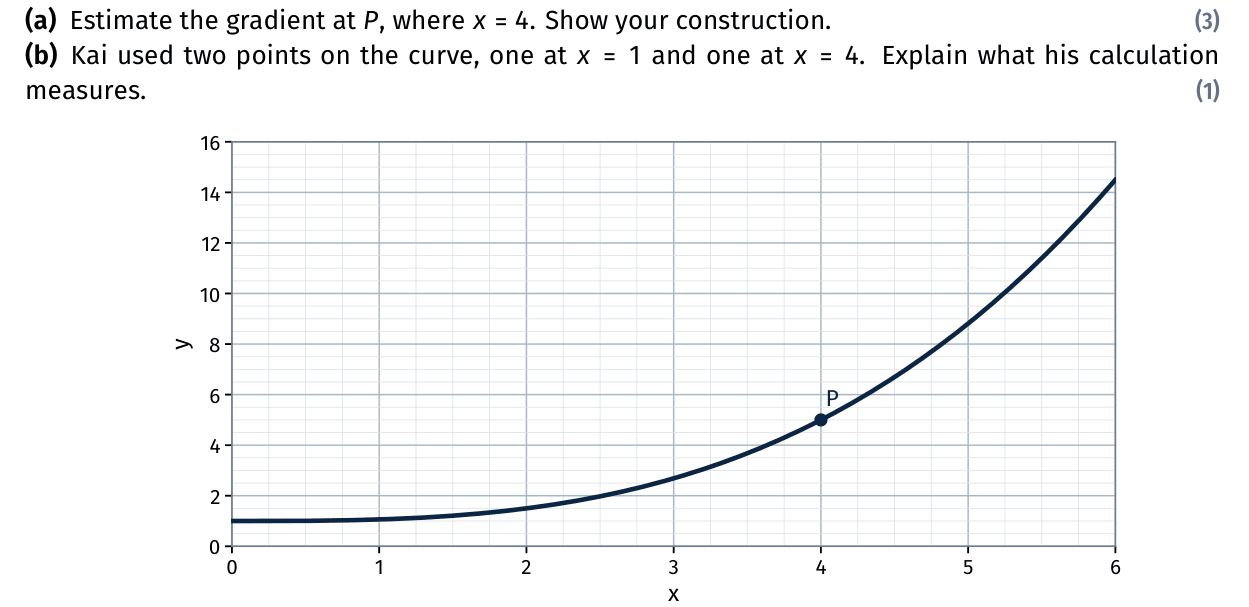 (a) Estimate the gradient at P, where x = 4. Show your construction. (3)
(b) Kai used two points on the curve, one at x = 1 and one at x = 4. Explain what his calculation
measures. (1)
16
14
12
10
8
6
4
2
0
y
P
0 1 2 3 4 5 6
x